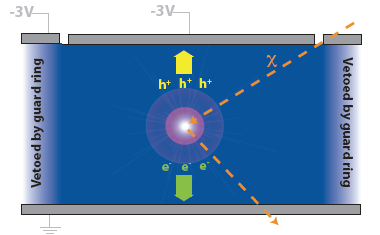 -3V
-3V
χ
h⁺ h⁺ h⁺
Vetoed by guard ring
Vetoed by guard ring
e⁻ e⁻ e⁻